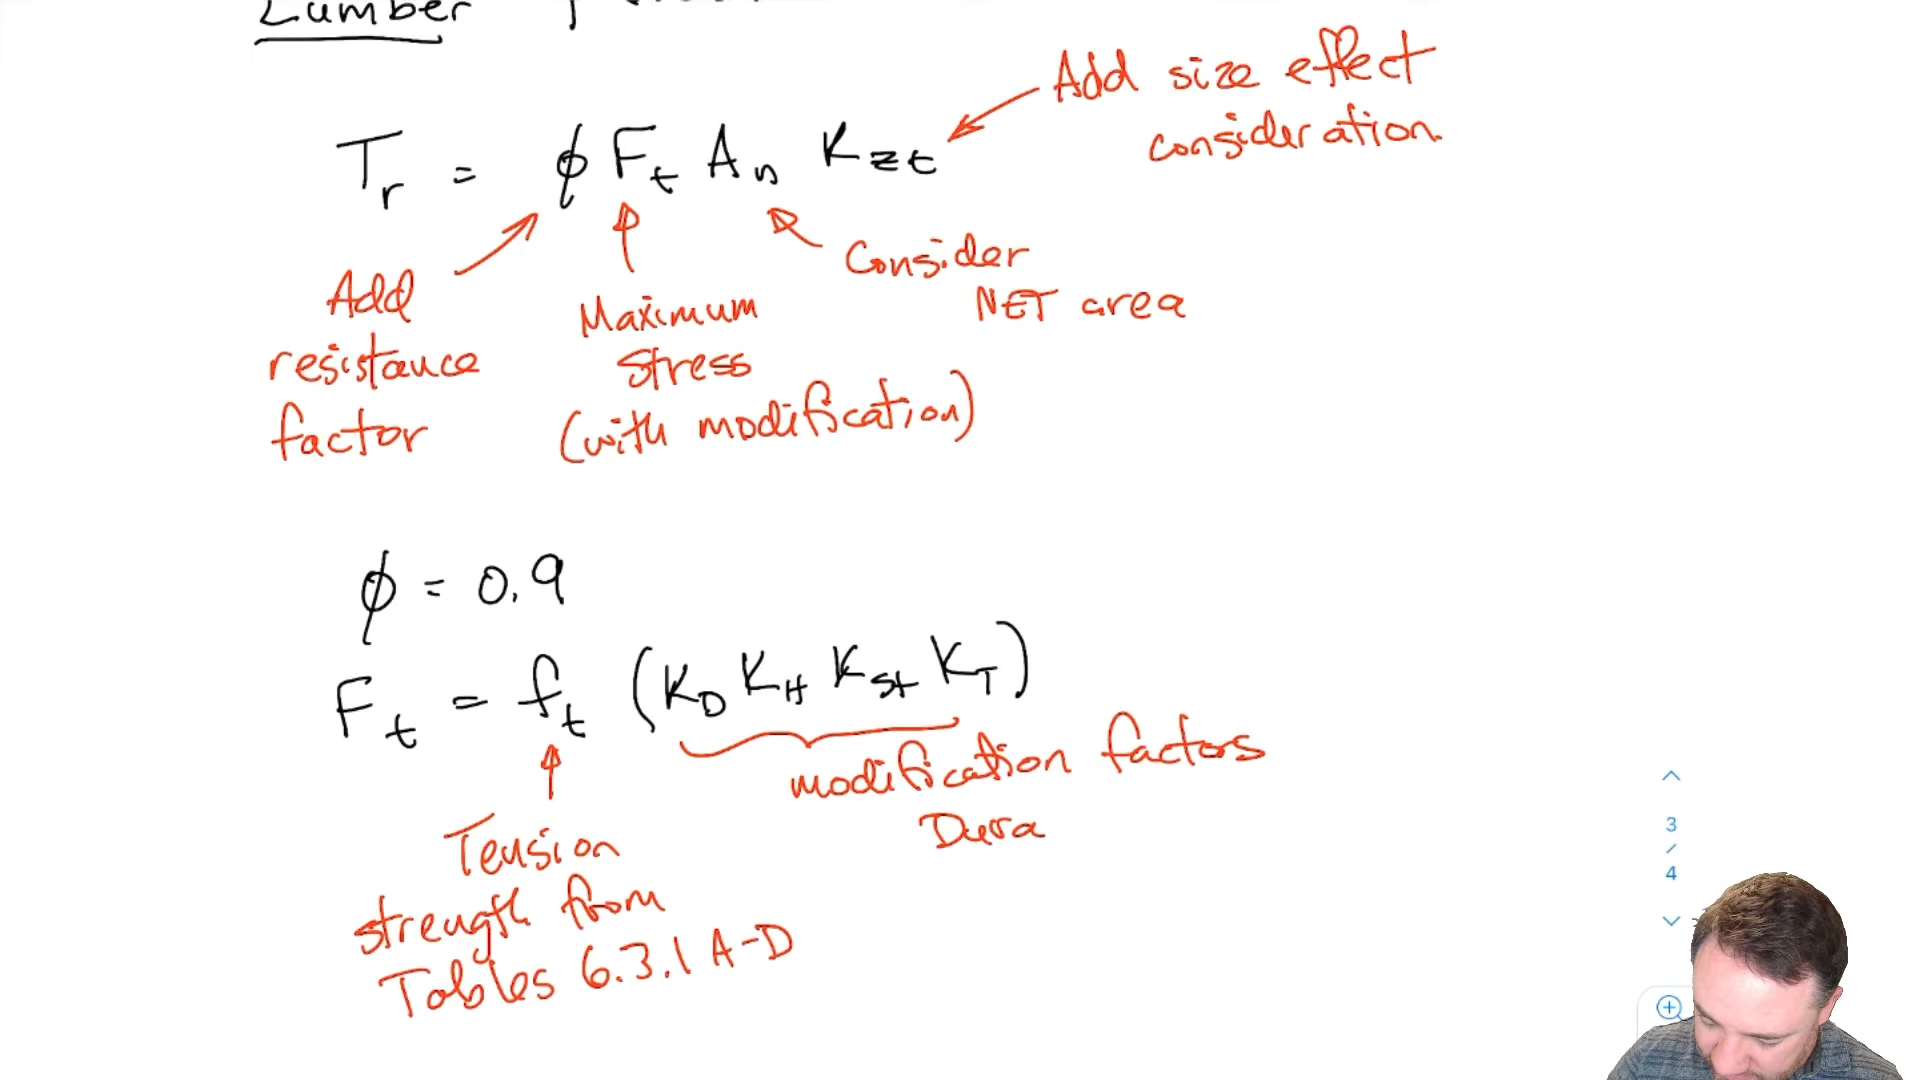 Lumber
Add size effect
consideration.
Tr = ϕ Ft An Kzt
Consider
NET area
Add
resistance
factor
Maximum
stress
(with modification)
ϕ = 0.9
Ft = ft (KD KH KSt KT)
modification factors
Dura
Tension
strength from
Tables 6.3.1 A-D
3
/
4